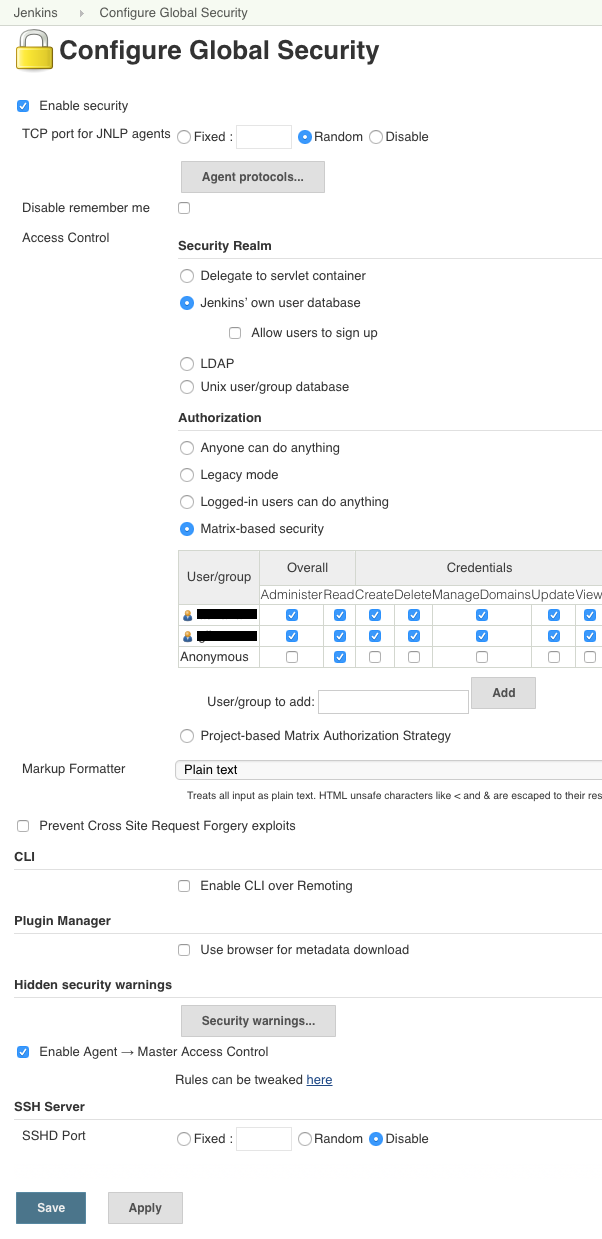 Jenkins Configure Global Security
Configure Global Security
Enable security
TCP port for JNLP agents Fixed : Random Disable
Agent protocols...
Disable remember me
Access Control
Security Realm
Delegate to servlet container
Jenkins' own user database
Allow users to sign up
LDAP
Unix user/group database
Authorization
Anyone can do anything
Legacy mode
Logged-in users can do anything
Matrix-based security
User/group Overall Credentials
Administer Read Create Delete ManageDomains Update View
Anonymous
User/group to add: Add
Project-based Matrix Authorization Strategy
Markup Formatter Plain text
Treats all input as plain text. HTML unsafe characters like < and & are escaped to their res
Prevent Cross Site Request Forgery exploits
CLI
Enable CLI over Remoting
Plugin Manager
Use browser for metadata download
Hidden security warnings
Security warnings...
Enable Agent → Master Access Control
Rules can be tweaked here
SSH Server
SSHD Port Fixed : Random Disable
Save Apply